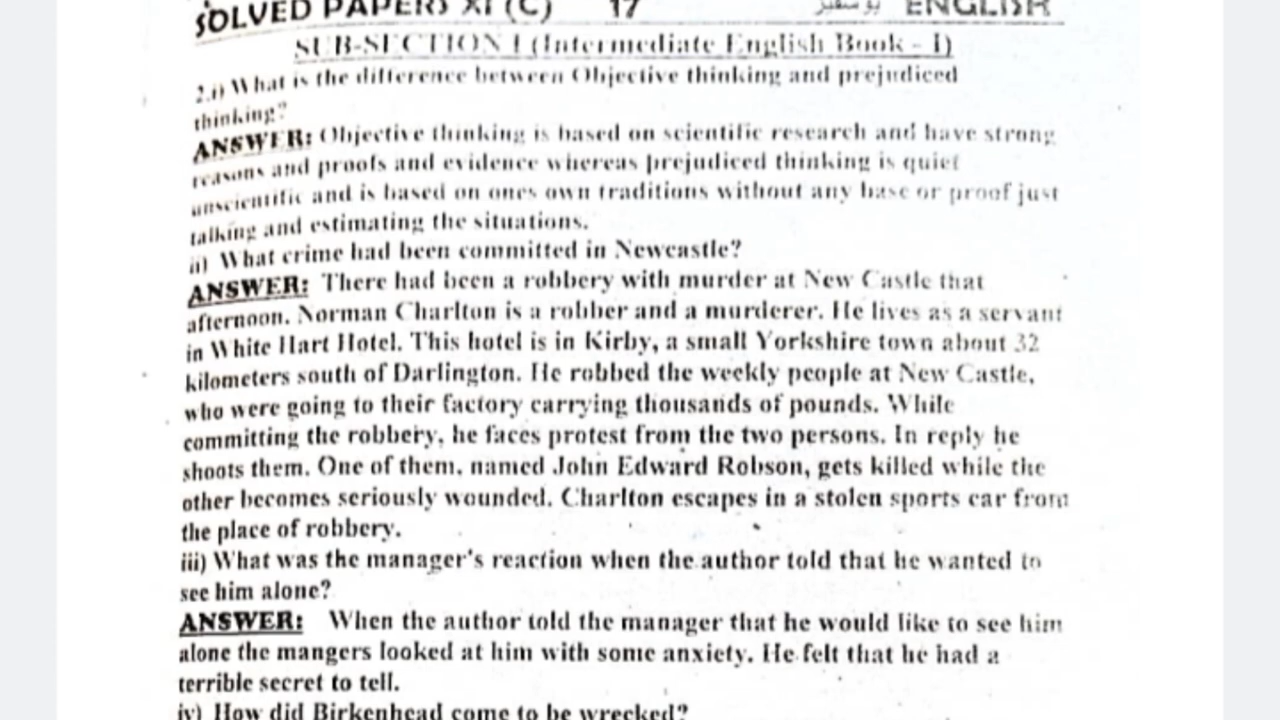 SOLVED PAPERS XI (C) 17 ENGLISH
SUB-SECTION I (Intermediate English Book - I)
2.i) What is the difference between Objective thinking and prejudiced
thinking?
ANSWER: Objective thinking is based on scientific research and have strong
reasons and proofs and evidence whereas prejudiced thinking is quiet
unscientific and is based on ones own traditions without any base or proof just
talking and estimating the situations.
ii) What crime had been committed in Newcastle?
ANSWER: There had been a robbery with murder at New Castle that
afternoon. Norman Charlton is a robber and a murderer. He lives as a servant
in White Hart Hotel. This hotel is in Kirby, a small Yorkshire town about 32
kilometers south of Darlington. He robbed the weekly people at New Castle,
who were going to their factory carrying thousands of pounds. While
committing the robbery, he faces protest from the two persons. In reply he
shoots them. One of them, named John Edward Robson, gets killed while the
other becomes seriously wounded. Charlton escapes in a stolen sports car from
the place of robbery.
iii) What was the manager's reaction when the author told that he wanted to
see him alone?
ANSWER: When the author told the manager that he would like to see him
alone the mangers looked at him with some anxiety. He felt that he had a
terrible secret to tell.
iv) How did Birkenhead come to be wrecked?